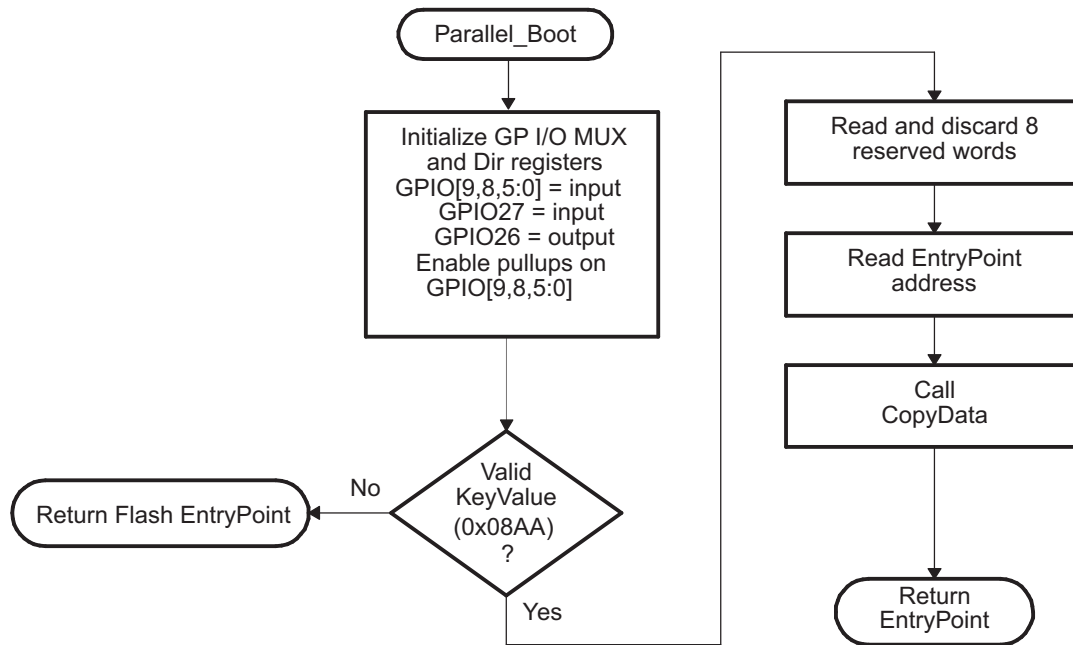 Parallel_Boot
Initialize GP I/O MUX
and Dir registers
GPIO[9,8,5:0] = input
GPIO27 = input
GPIO26 = output
Enable pullups on
GPIO[9,8,5:0]
Valid
KeyValue
(0x08AA)
?
No
Return Flash EntryPoint
Yes
Read and discard 8
reserved words
Read EntryPoint
address
Call
CopyData
Return
EntryPoint